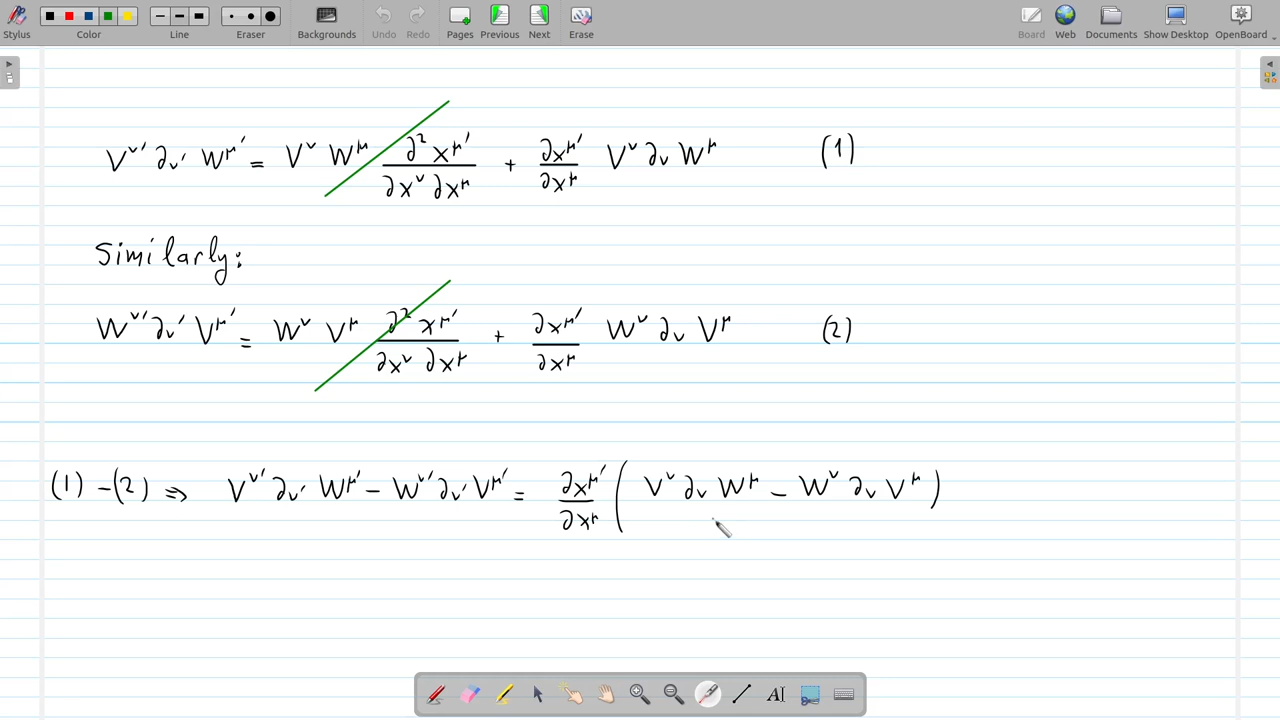 Stylus Color Line Eraser Backgrounds Undo Redo Pages Previous Next Erase Board Web Documents Show Desktop OpenBoard
V^ν′ ∂_ν′ W^μ′ = V^ν W^μ ∂²x^μ′/∂x^ν ∂x^μ + ∂x^μ′/∂x^μ V^ν ∂_ν W^μ (1)
Similarly:
W^ν′ ∂_ν′ V^μ′ = W^ν V^μ ∂²x^μ′/∂x^ν ∂x^μ + ∂x^μ′/∂x^μ W^ν ∂_ν V^μ (2)
(1) – (2) ⇒ V^ν′ ∂_ν′ W^μ′ – W^ν′ ∂_ν′ V^μ′ = ∂x^μ′/∂x^μ ( V^ν ∂_ν W^μ – W^ν ∂_ν V^μ )